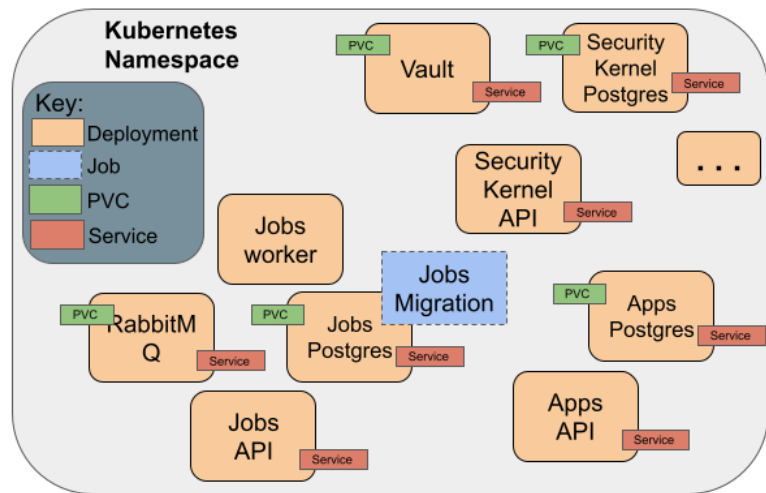 Kubernetes
Namespace
Key:
Deployment
Job
PVC
Service
PVC
Vault
Service
PVC
Security
Kernel
Postgres
Service
Security
Kernel
API
Service
. . .
Jobs
worker
Jobs
Migration
PVC
RabbitM
Q
Service
PVC
Jobs
Postgres
Service
PVC
Apps
Postgres
Service
Jobs
API
Service
Apps
API
Service